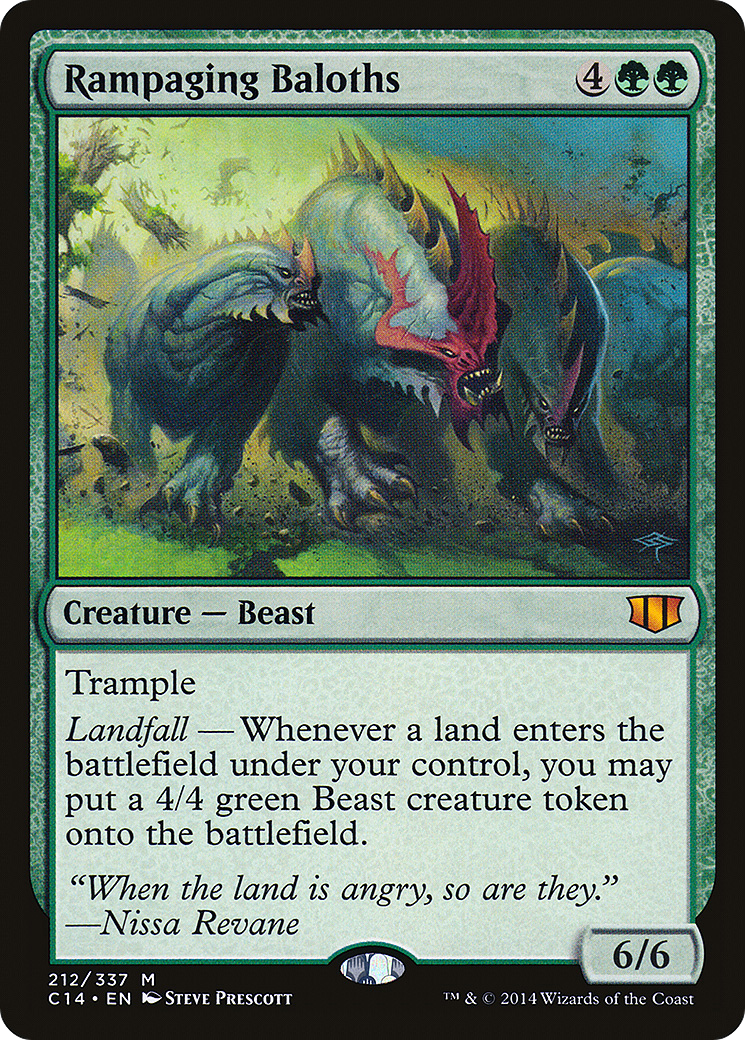 Rampaging Baloths 4
Creature — Beast
Trample
Landfall — Whenever a land enters the
battlefield under your control, you may
put a 4/4 green Beast creature token
onto the battlefield.
“When the land is angry, so are they.”
—Nissa Revane
6/6
212/337 M
C14 • EN STEVE PRESCOTT
™ & © 2014 Wizards of the Coast